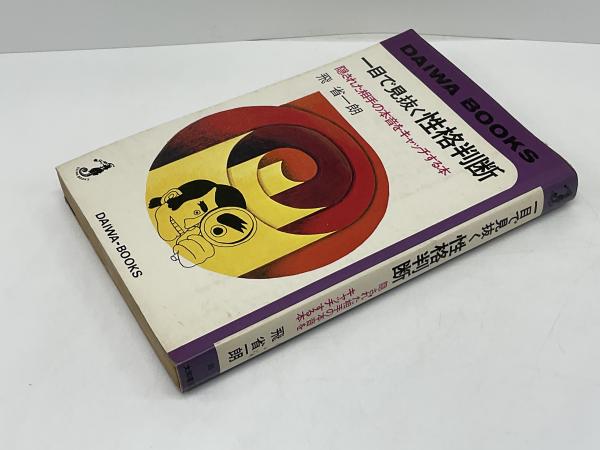 DAIWA BOOKS
一目で見抜く性格判断
隠された相手の本音をキャッチする本
飛 省一朗
DAIWA-BOOKS
一目で見抜く 性格判断
隠された相手の本音を
キャッチする本
飛 省一朗